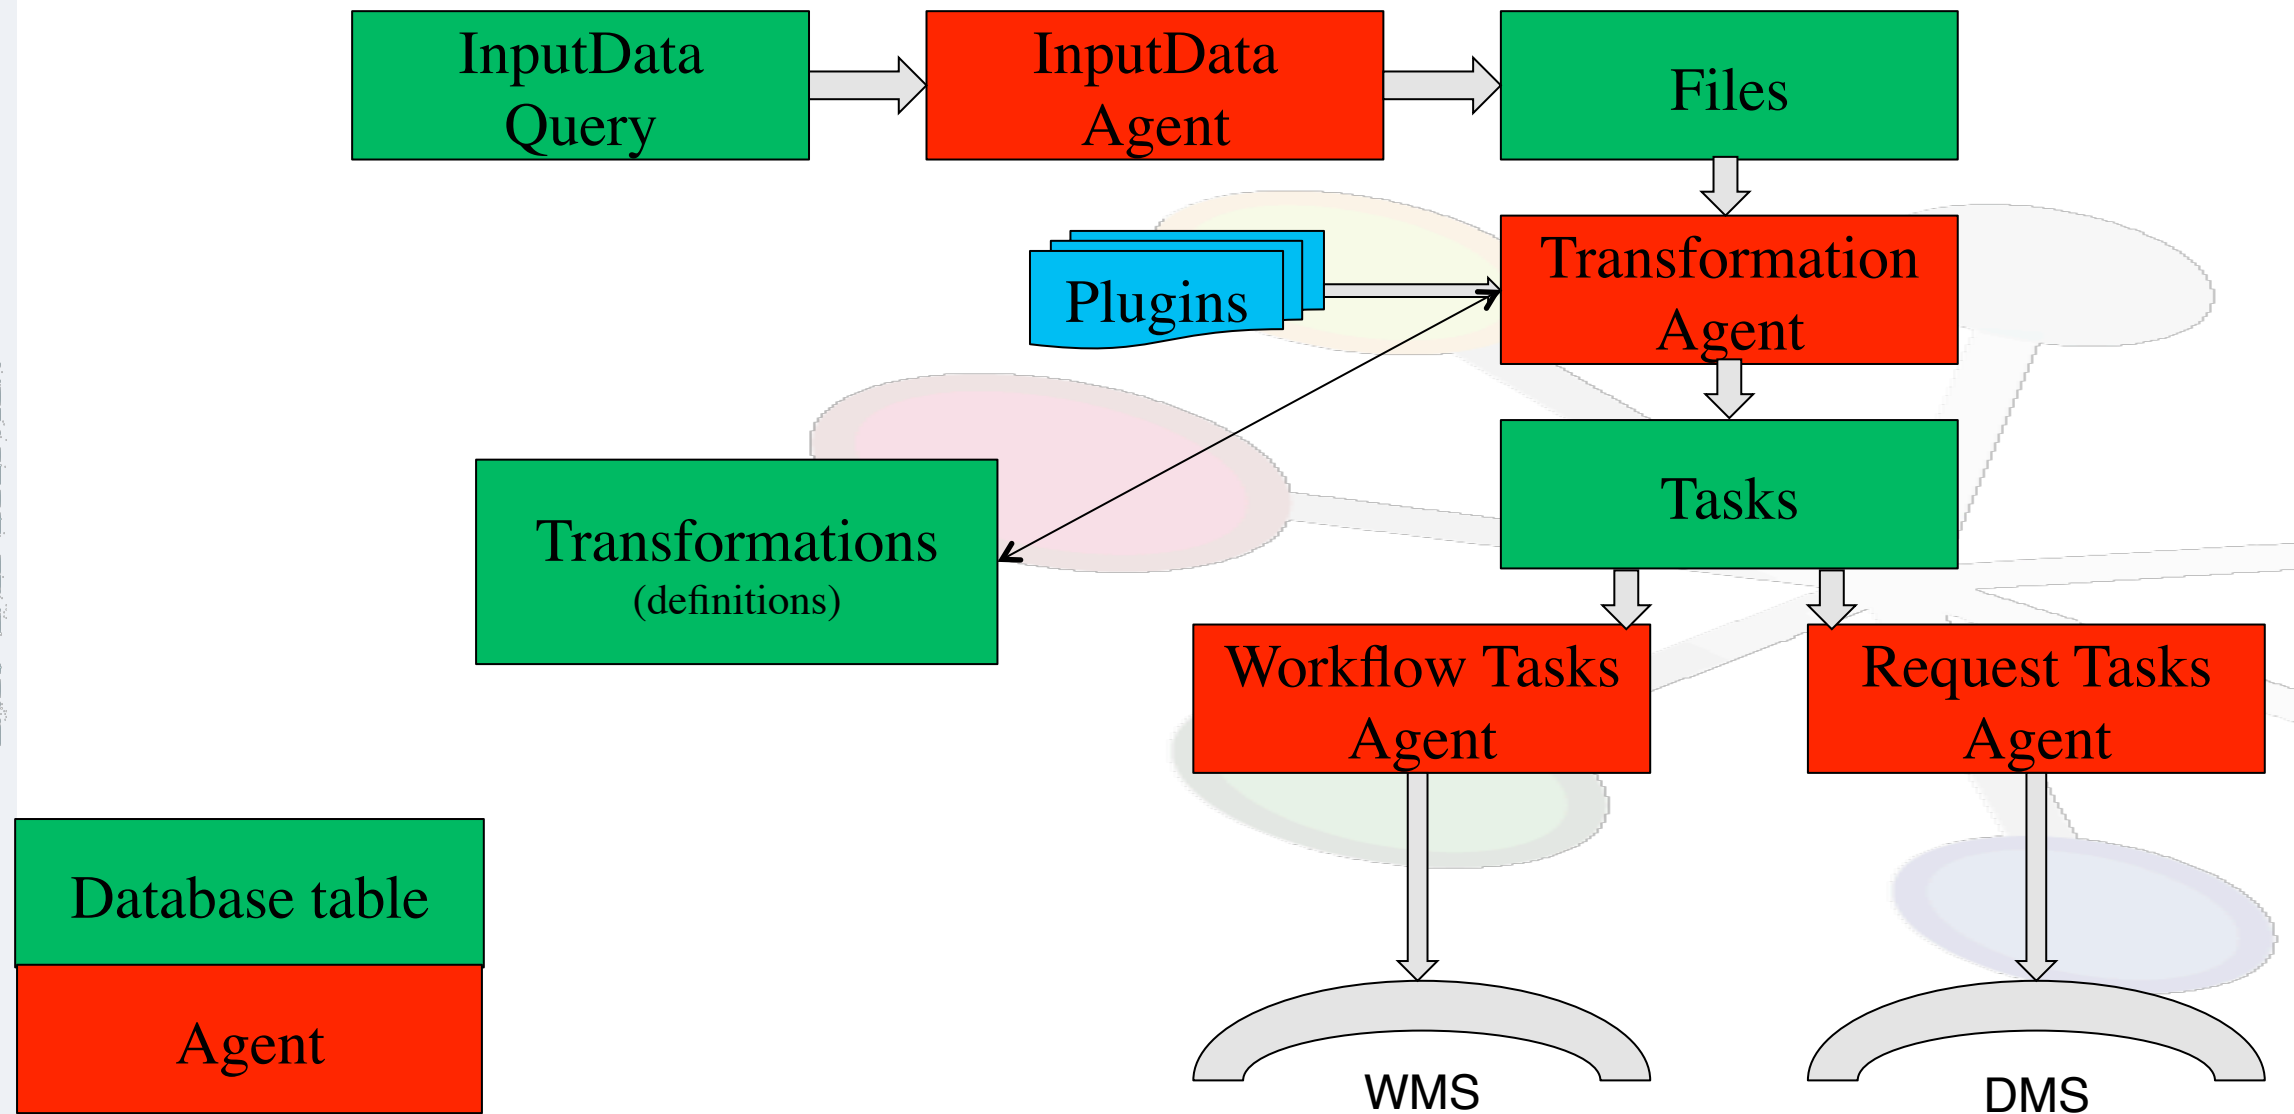 InputData
Query
InputData
Agent
Files
Plugins
Transformation
Agent
Transformations
(definitions)
Tasks
Workflow Tasks
Agent
Request Tasks
Agent
Database table
Agent
WMS
DMS